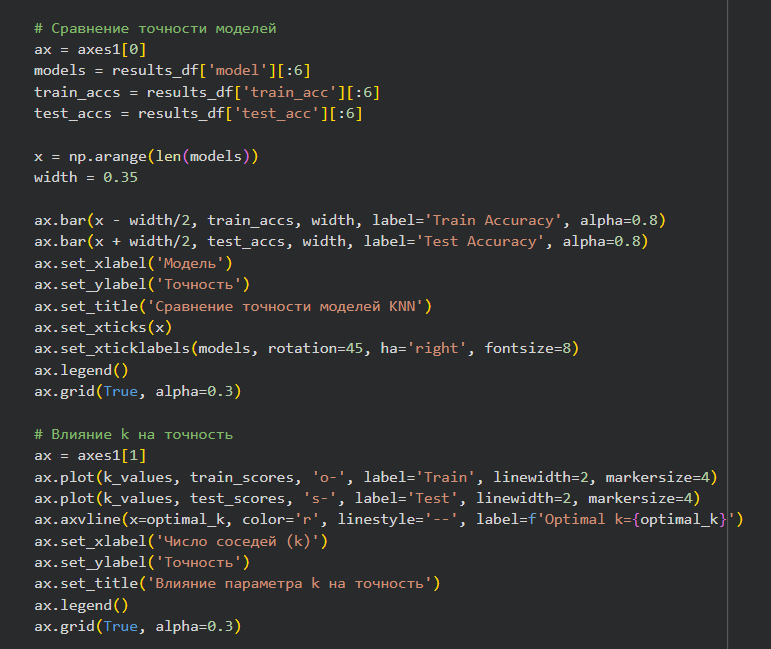 # Сравнение точности моделей
ax = axes1[0]
models = results_df['model'][:6]
train_accs = results_df['train_acc'][:6]
test_accs = results_df['test_acc'][:6]
x = np.arange(len(models))
width = 0.35
ax.bar(x - width/2, train_accs, width, label='Train Accuracy', alpha=0.8)
ax.bar(x + width/2, test_accs, width, label='Test Accuracy', alpha=0.8)
ax.set_xlabel('Модель')
ax.set_ylabel('Точность')
ax.set_title('Сравнение точности моделей KNN')
ax.set_xticks(x)
ax.set_xticklabels(models, rotation=45, ha='right', fontsize=8)
ax.legend()
ax.grid(True, alpha=0.3)
# Влияние k на точность
ax = axes1[1]
ax.plot(k_values, train_scores, 'o-', label='Train', linewidth=2, markersize=4)
ax.plot(k_values, test_scores, 's-', label='Test', linewidth=2, markersize=4)
ax.axvline(x=optimal_k, color='r', linestyle='--', label=f'Optimal k={optimal_k}')
ax.set_xlabel('Число соседей (k)')
ax.set_ylabel('Точность')
ax.set_title('Влияние параметра k на точность')
ax.legend()
ax.grid(True, alpha=0.3)